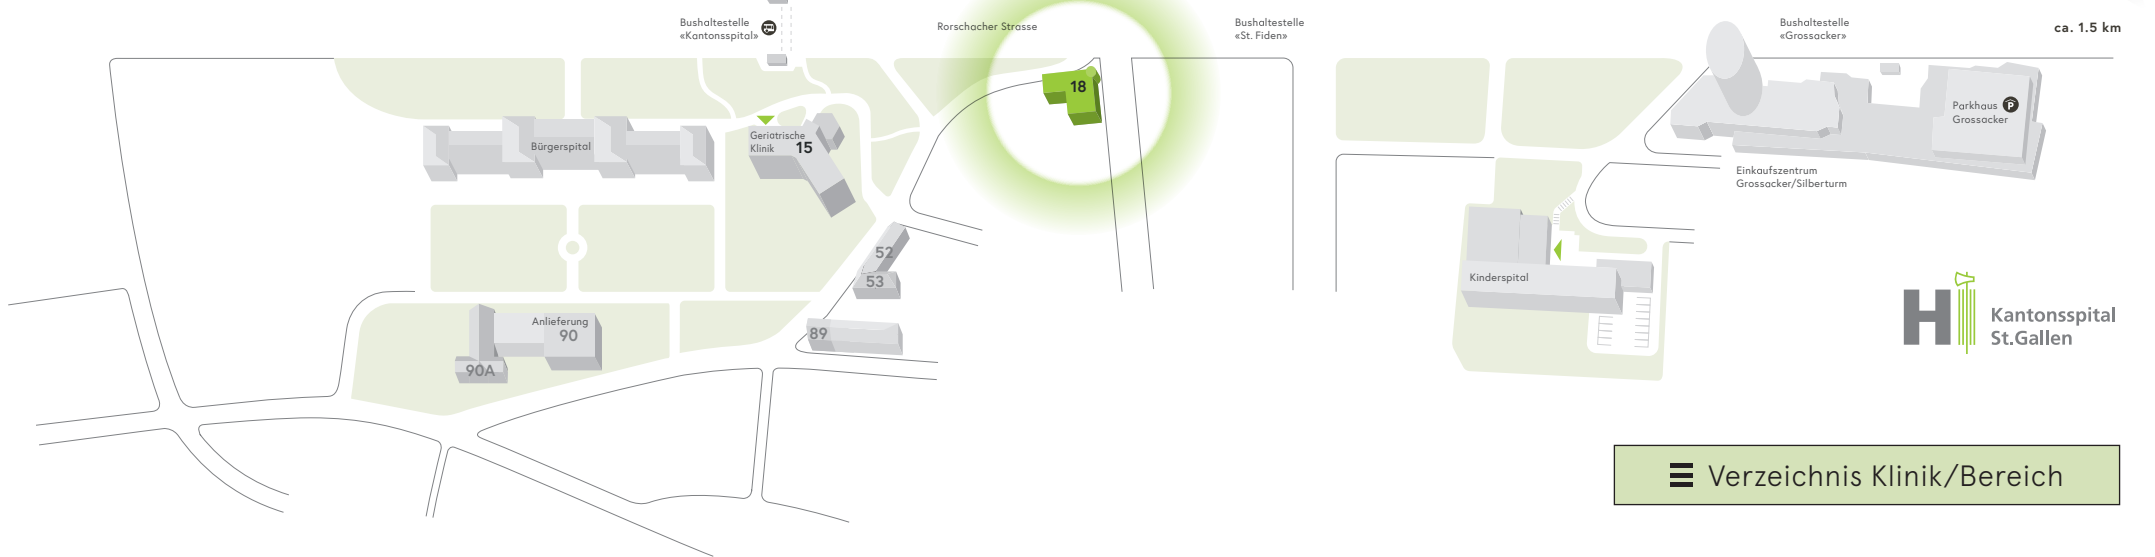 Bushaltestelle
«Kantonsspital»
Rorschacher Strasse
Bushaltestelle
«St. Fiden»
Bushaltestelle
«Grossacker»
ca. 1.5 km
18
Parkhaus P
Grossacker
Geriatrische
Klinik 15
Bürgerspital
Einkaufszentrum
Grossacker/Silberturm
52
53
Kinderspital
Anlieferung
90
89
90A
H
Kantonsspital
St.Gallen
Verzeichnis Klinik/Bereich